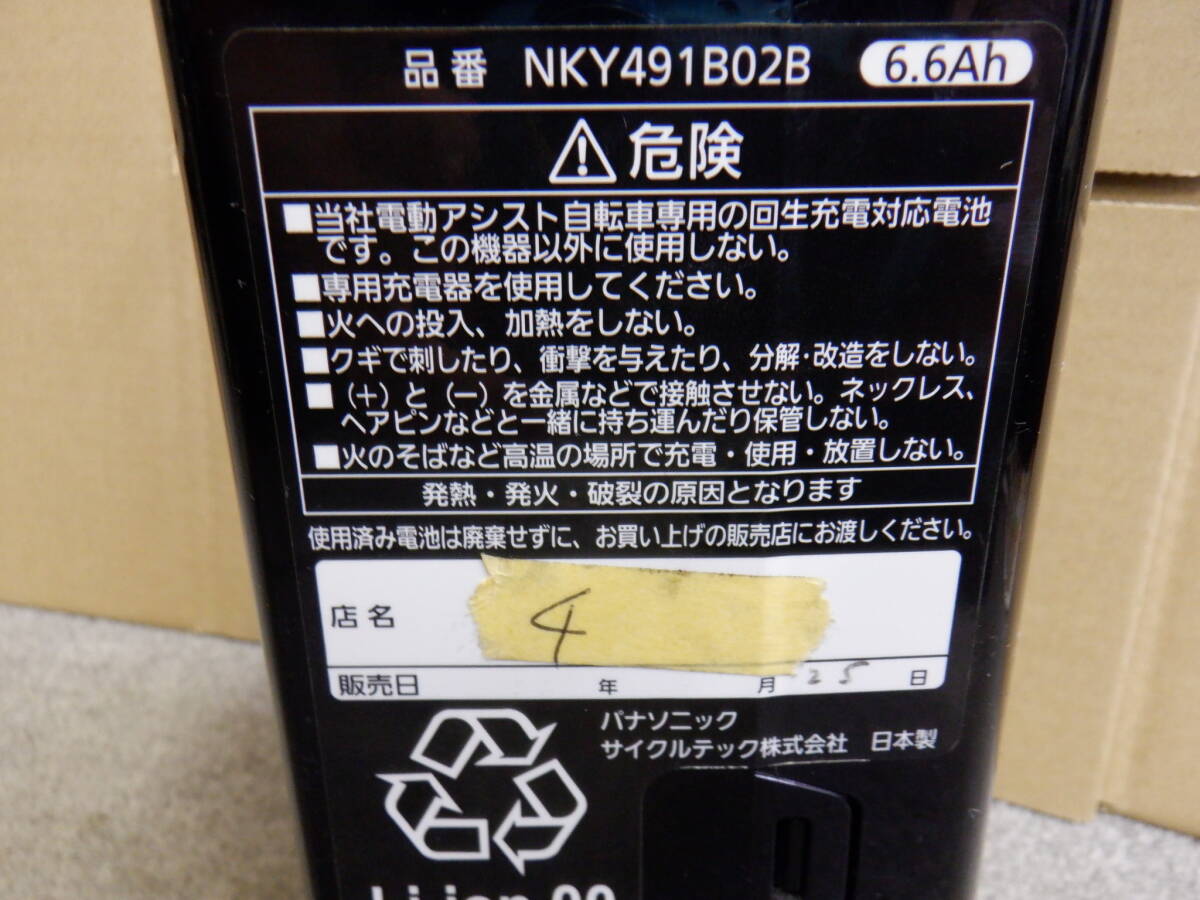 品番 NKY491B02B 6.6Ah
危険
■当社電動アシスト自転車専用の回生充電対応電池
です。この機器以外に使用しない。
■専用充電器を使用してください。
■火への投入、加熱をしない。
■クギで刺したり、衝撃を与えたり、分解・改造をしない。
■(+)と(−)を金属などで接触させない。ネックレス、
ヘアピンなどと一緒に持ち運んだり保管しない。
■火のそばなど高温の場所で充電・使用・放置しない。
発熱・発火・破裂の原因となります
使用済み電池は廃棄せずに、お買い上げの販売店にお渡しください。
店名 4
販売日 年 月 25 日
パナソニック
サイクルテック株式会社 日本製
Li-ion 00